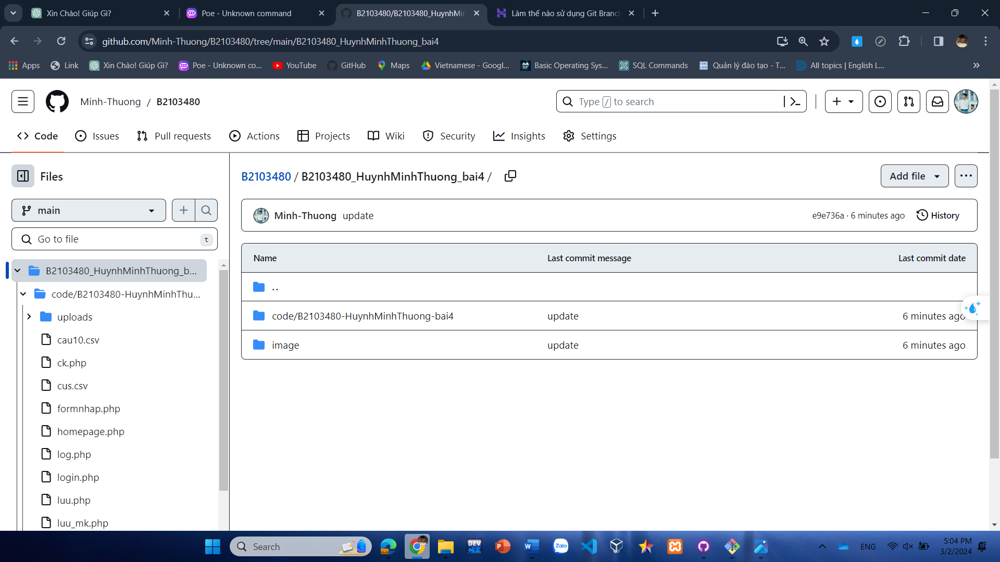 Xin Chào! Giúp Gì?
Poe - Unknown command
B2103480/B2103480_HuynhMin
Làm thế nào sử dụng Git Branch
github.com/Minh-Thuong/B2103480/tree/main/B2103480_HuynhMinhThuong_bai4
Apps
Link
Xin Chào! Giúp Gì?
Poe - Unknown co...
YouTube
GitHub
Maps
Vietnamese - Googl...
Basic Operating Sys...
SQL Commands
Quản lý đào tạo - T...
All topics | English L...
Minh-Thuong / B2103480
Type / to search
Code
Issues
Pull requests
Actions
Projects
Wiki
Security
Insights
Settings
Files
B2103480 / B2103480_HuynhMinhThuong_bai4 /
Add file
main
Minh-Thuong update
e9e736a · 6 minutes ago
History
Go to file
t
Name
Last commit message
Last commit date
..
code/B2103480-HuynhMinhThuong-bai4
update
6 minutes ago
image
update
6 minutes ago
B2103480_HuynhMinhThuong_b...
code/B2103480-HuynhMinhThu...
uploads
cau10.csv
ck.php
cus.csv
formnhap.php
homepage.php
log.php
login.php
luu.php
luu_mk.php
Search
DEV
C++
Zalo
ENG
5:04 PM
3/2/2024